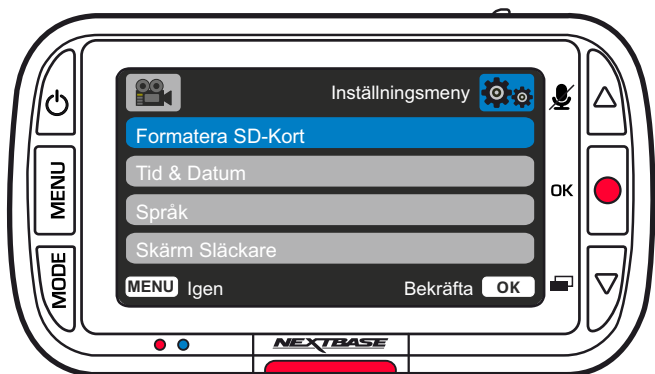 Inställningsmeny
Formatera SD-Kort
Tid & Datum
Språk
Skärm Släckare
MENU Igen
Bekräfta OK
MENU
MODE
OK
NEXTBASE